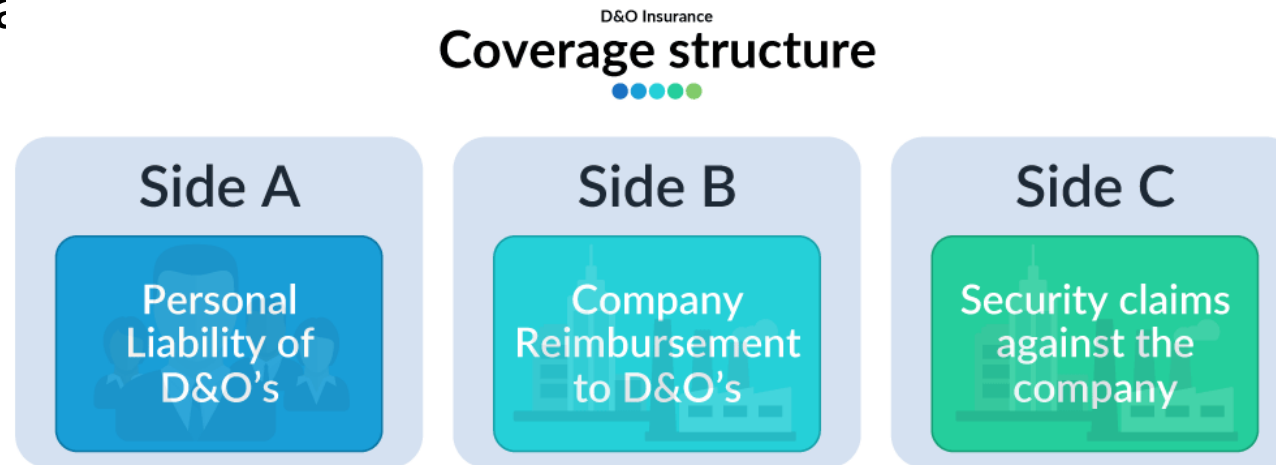 D&O Insurance
Coverage structure
Side A
Personal
Liability of
D&O's
Side B
Company
Reimbursement
to D&O's
Side C
Security claims
against the
company